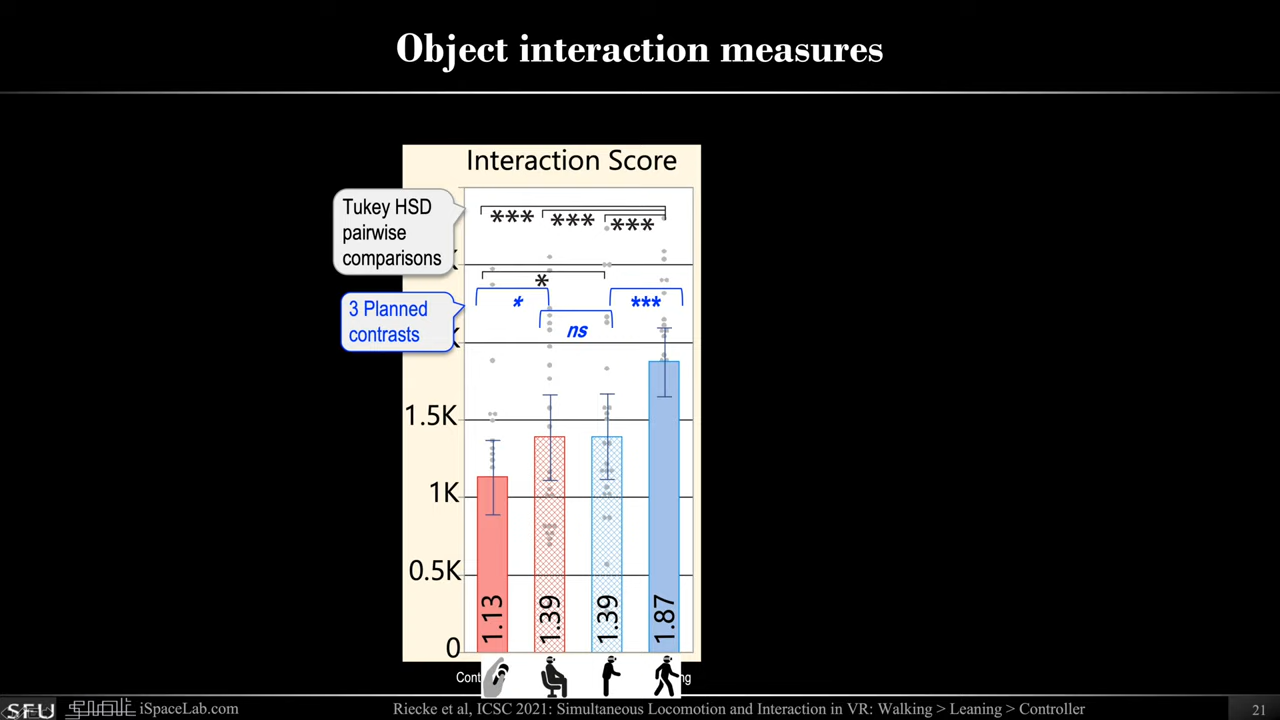 Object interaction measures
Interaction Score
Tukey HSD
pairwise
comparisons
*** *** ***
*
3 Planned
contrasts
* ns ***
1.5K
1K
0.5K
0
1.13 1.39 1.39 1.87
SFU iSpaceLab.com
Riecke et al, ICSC 2021: Simultaneous Locomotion and Interaction in VR: Walking > Leaning > Controller
21